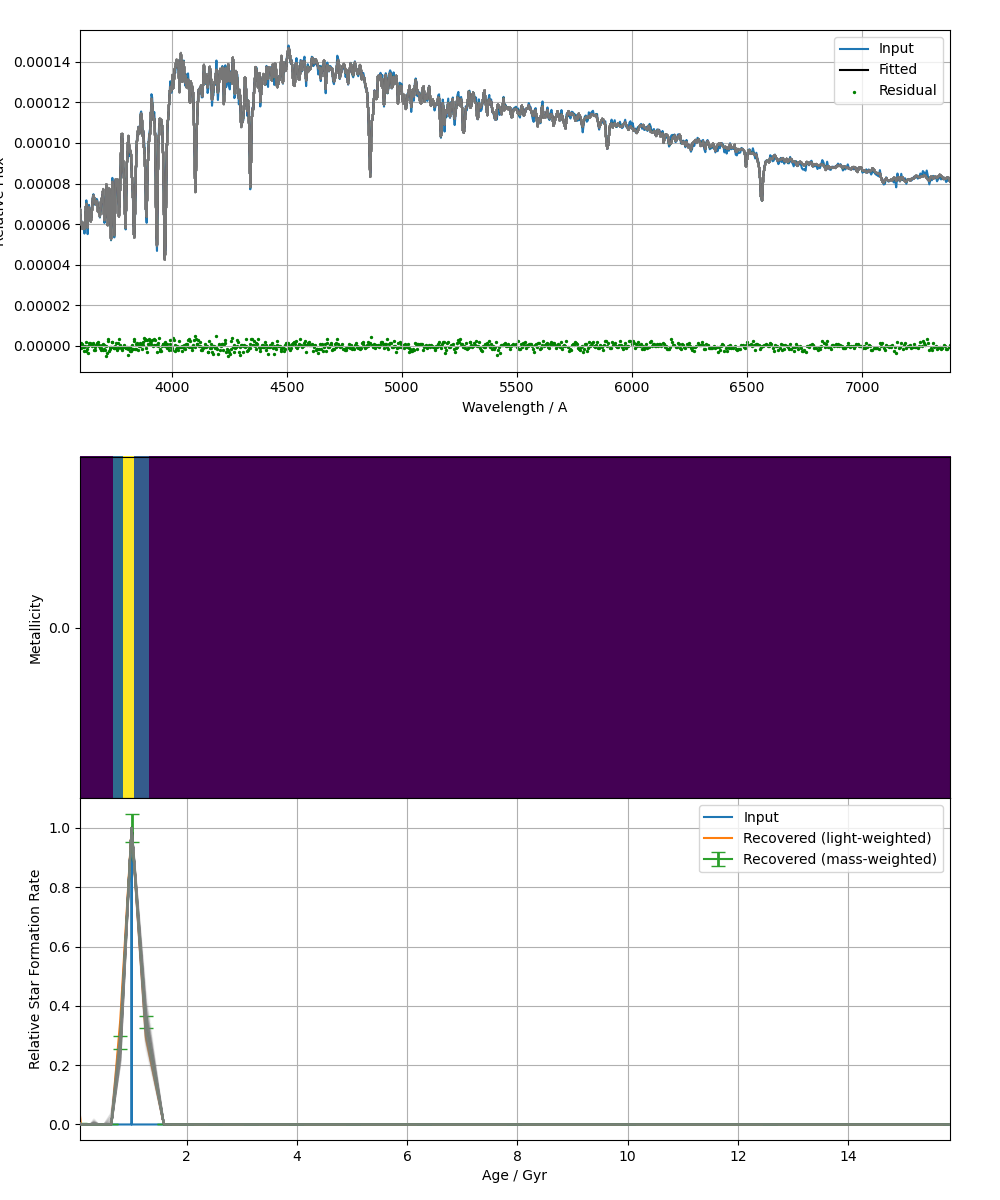 0.00014
0.00012
0.00010
0.00008
0.00006
0.00004
0.00002
0.00000
Input
Fitted
Residual
4000 4500 5000 5500 6000 6500 7000
Wavelength / A
Metallicity
0.0
Relative Star Formation Rate
1.0
0.8
0.6
0.4
0.2
0.0
Input
Recovered (light-weighted)
Recovered (mass-weighted)
2 4 6 8 10 12 14
Age / Gyr